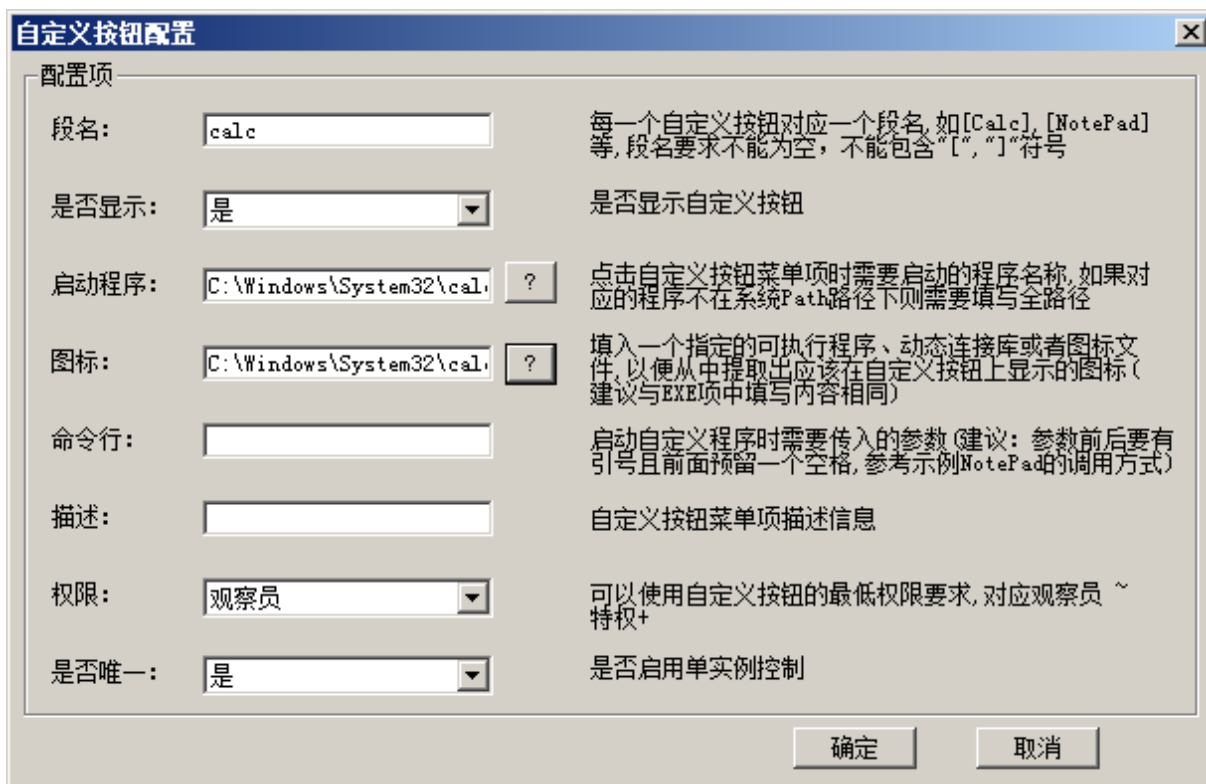 自定义按钮配置
配置项
段名:
calc
每一个自定义按钮对应一个段名,如[Calc],[NotePad]
等,段名要求不能为空，不能包含"[","]"符号
是否显示:
是
是否显示自定义按钮
启动程序:
C:\Windows\System32\cal
?
点击自定义按钮菜单项时需要启动的程序名称,如果对
应的程序不在系统Path路径下则需要填写全路径
图标:
C:\Windows\System32\cal
?
填入一个指定的可执行程序、动态连接库或者图标文
件,以便从中提取出应该在自定义按钮上显示的图标(
建议与EXE项中填写内容相同)
命令行:
启动自定义程序时需要传入的参数(建议: 参数前后要有
引号且前面预留一个空格,参考示例NotePad的调用方式)
描述:
自定义按钮菜单项描述信息
权限:
观察员
可以使用自定义按钮的最低权限要求,对应观察员 ~
特权+
是否唯一:
是
是否启用单实例控制
确定
取消